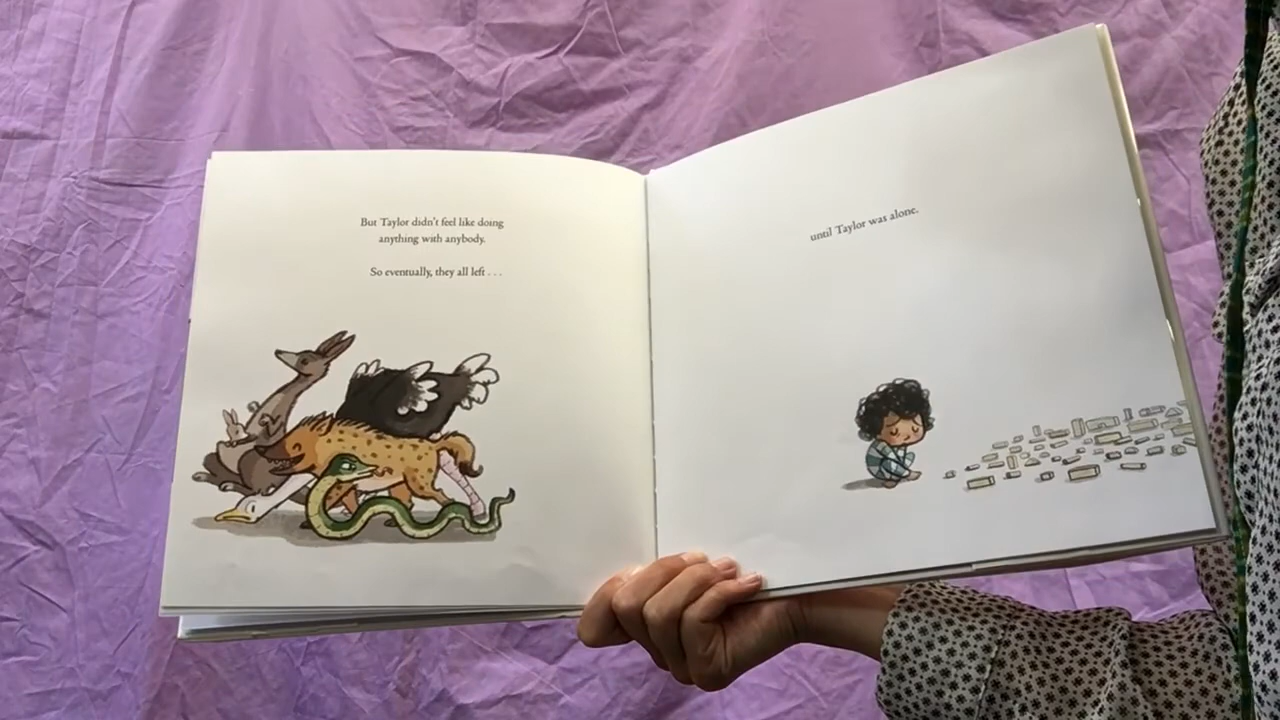 But Taylor didn't feel like doing
anything with anybody.
So eventually, they all left . . .
until Taylor was alone.